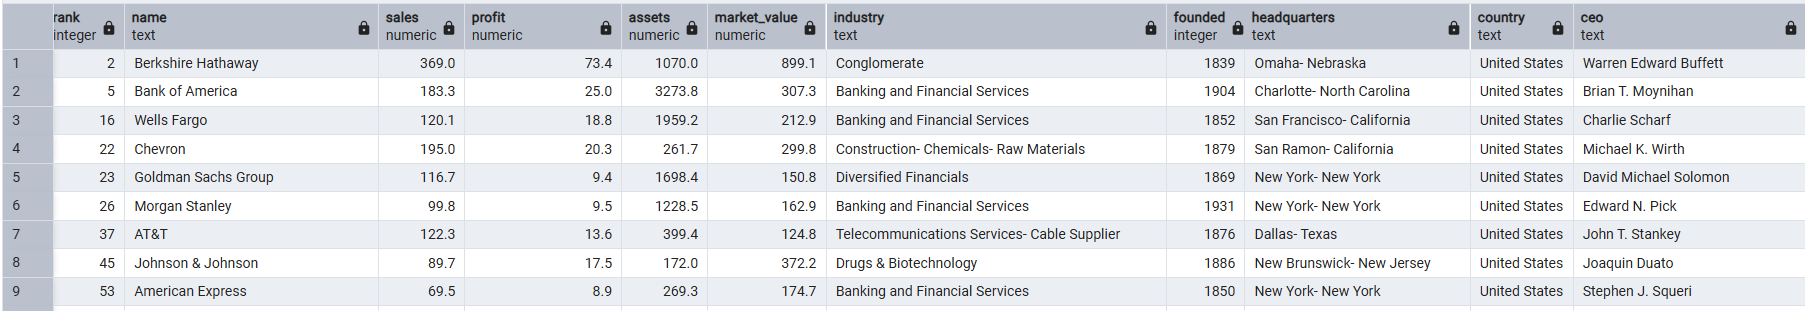 rank name sales profit assets market_value industry founded headquarters country ceo
integer text numeric numeric numeric numeric text integer text text text
1 2 Berkshire Hathaway 369.0 73.4 1070.0 899.1 Conglomerate 1839 Omaha- Nebraska United States Warren Edward Buffett
2 5 Bank of America 183.3 25.0 3273.8 307.3 Banking and Financial Services 1904 Charlotte- North Carolina United States Brian T. Moynihan
3 16 Wells Fargo 120.1 18.8 1959.2 212.9 Banking and Financial Services 1852 San Francisco- California United States Charlie Scharf
4 22 Chevron 195.0 20.3 261.7 299.8 Construction- Chemicals- Raw Materials 1879 San Ramon- California United States Michael K. Wirth
5 23 Goldman Sachs Group 116.7 9.4 1698.4 150.8 Diversified Financials 1869 New York- New York United States David Michael Solomon
6 26 Morgan Stanley 99.8 9.5 1228.5 162.9 Banking and Financial Services 1931 New York- New York United States Edward N. Pick
7 37 AT&T 122.3 13.6 399.4 124.8 Telecommunications Services- Cable Supplier 1876 Dallas- Texas United States John T. Stankey
8 45 Johnson & Johnson 89.7 17.5 172.0 372.2 Drugs & Biotechnology 1886 New Brunswick- New Jersey United States Joaquin Duato
9 53 American Express 69.5 8.9 269.3 174.7 Banking and Financial Services 1850 New York- New York United States Stephen J. Squeri